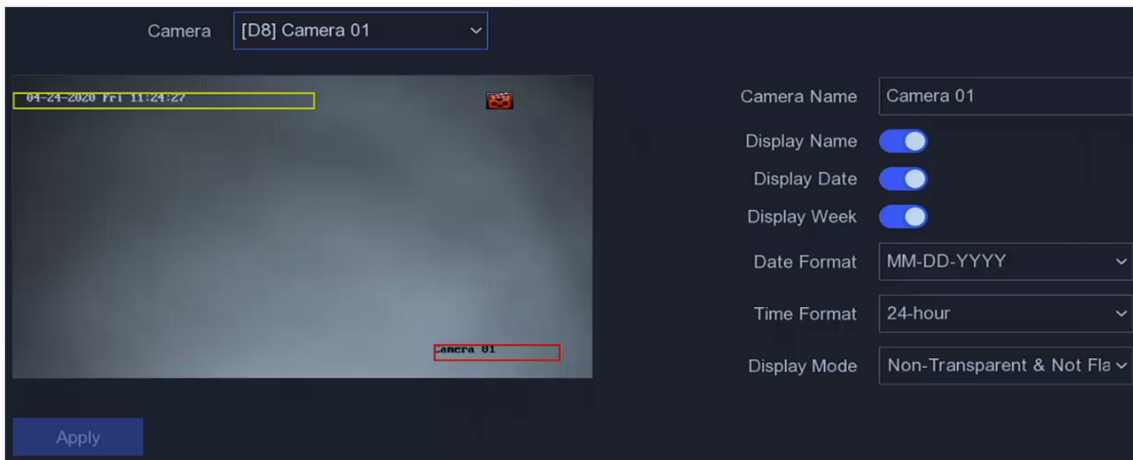 Camera [D8] Camera 01
04-24-2020 Fri 11:24:27
Camera 01
Camera Name Camera 01
Display Name
Display Date
Display Week
Date Format MM-DD-YYYY
Time Format 24-hour
Display Mode Non-Transparent & Not Fla
Apply